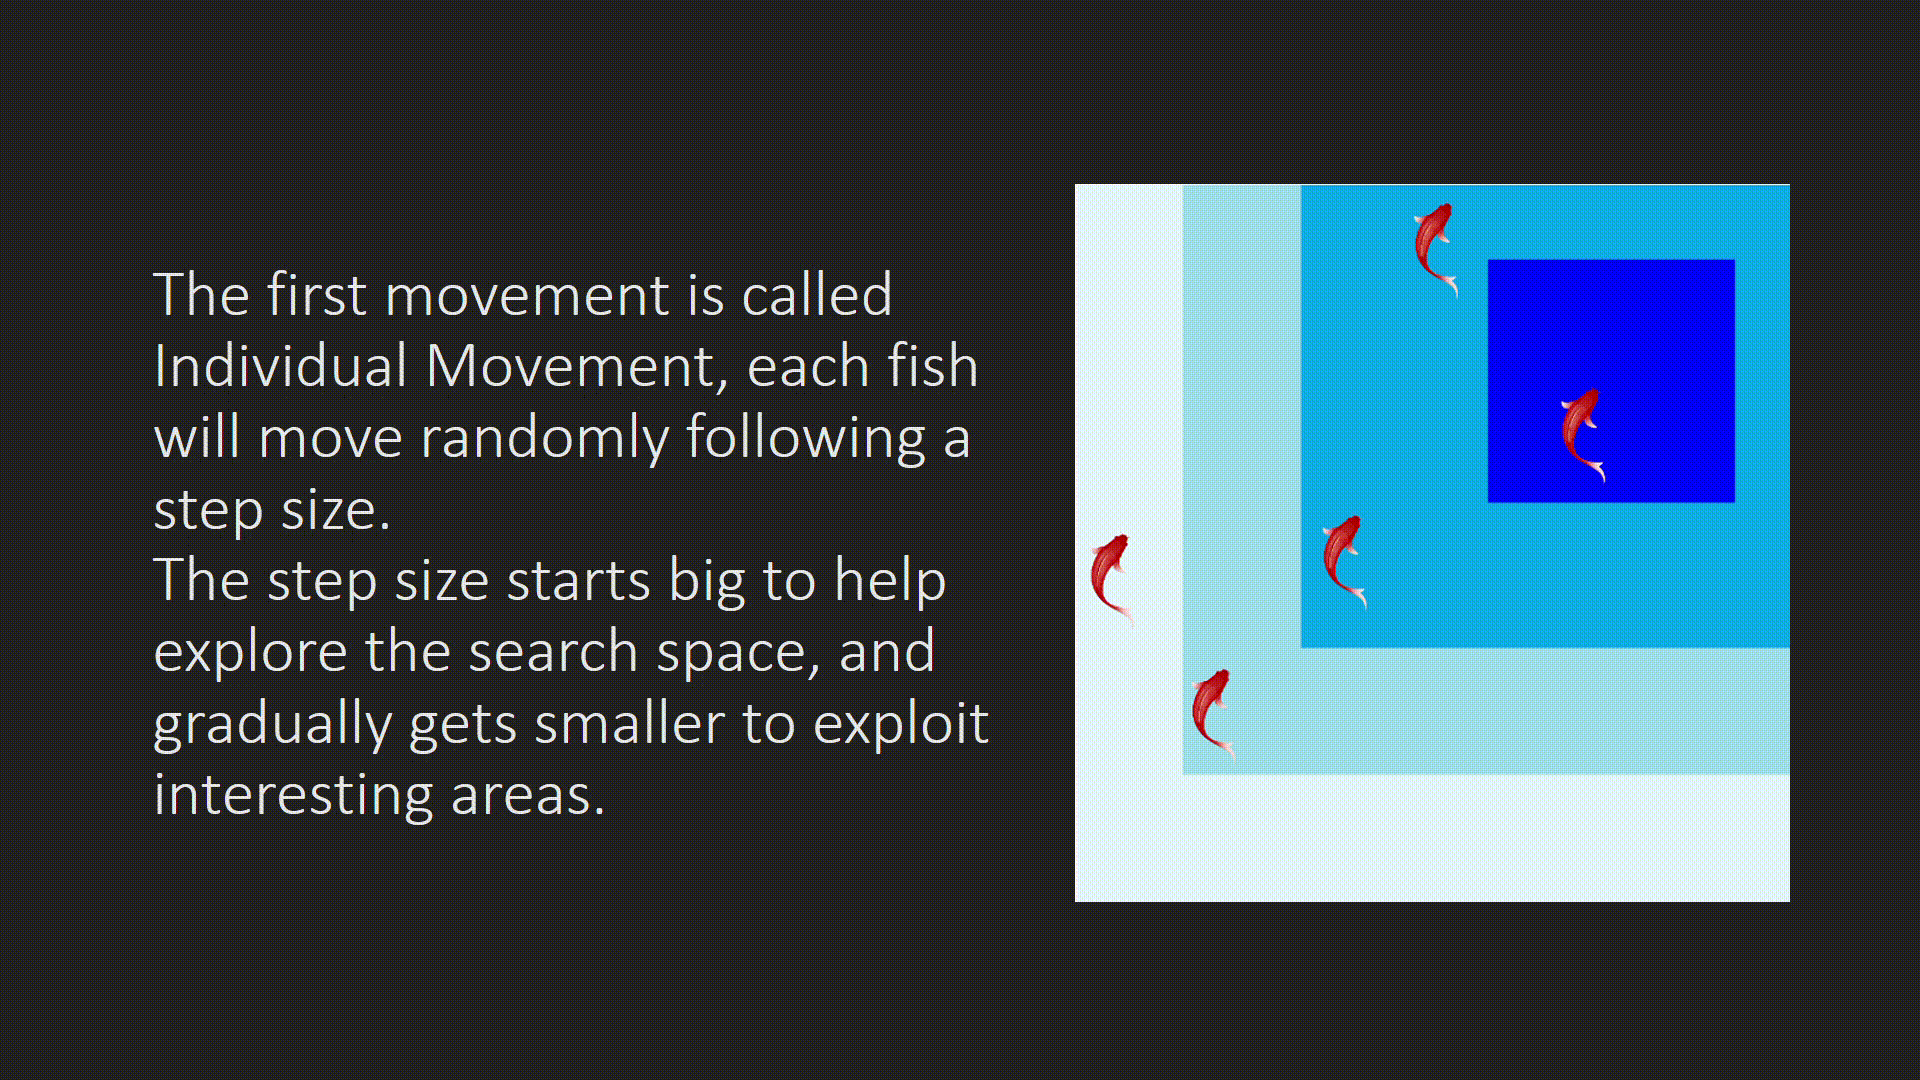 The first movement is called
Individual Movement, each fish
will move randomly following a
step size.
The step size starts big to help
explore the search space, and
gradually gets smaller to exploit
interesting areas.